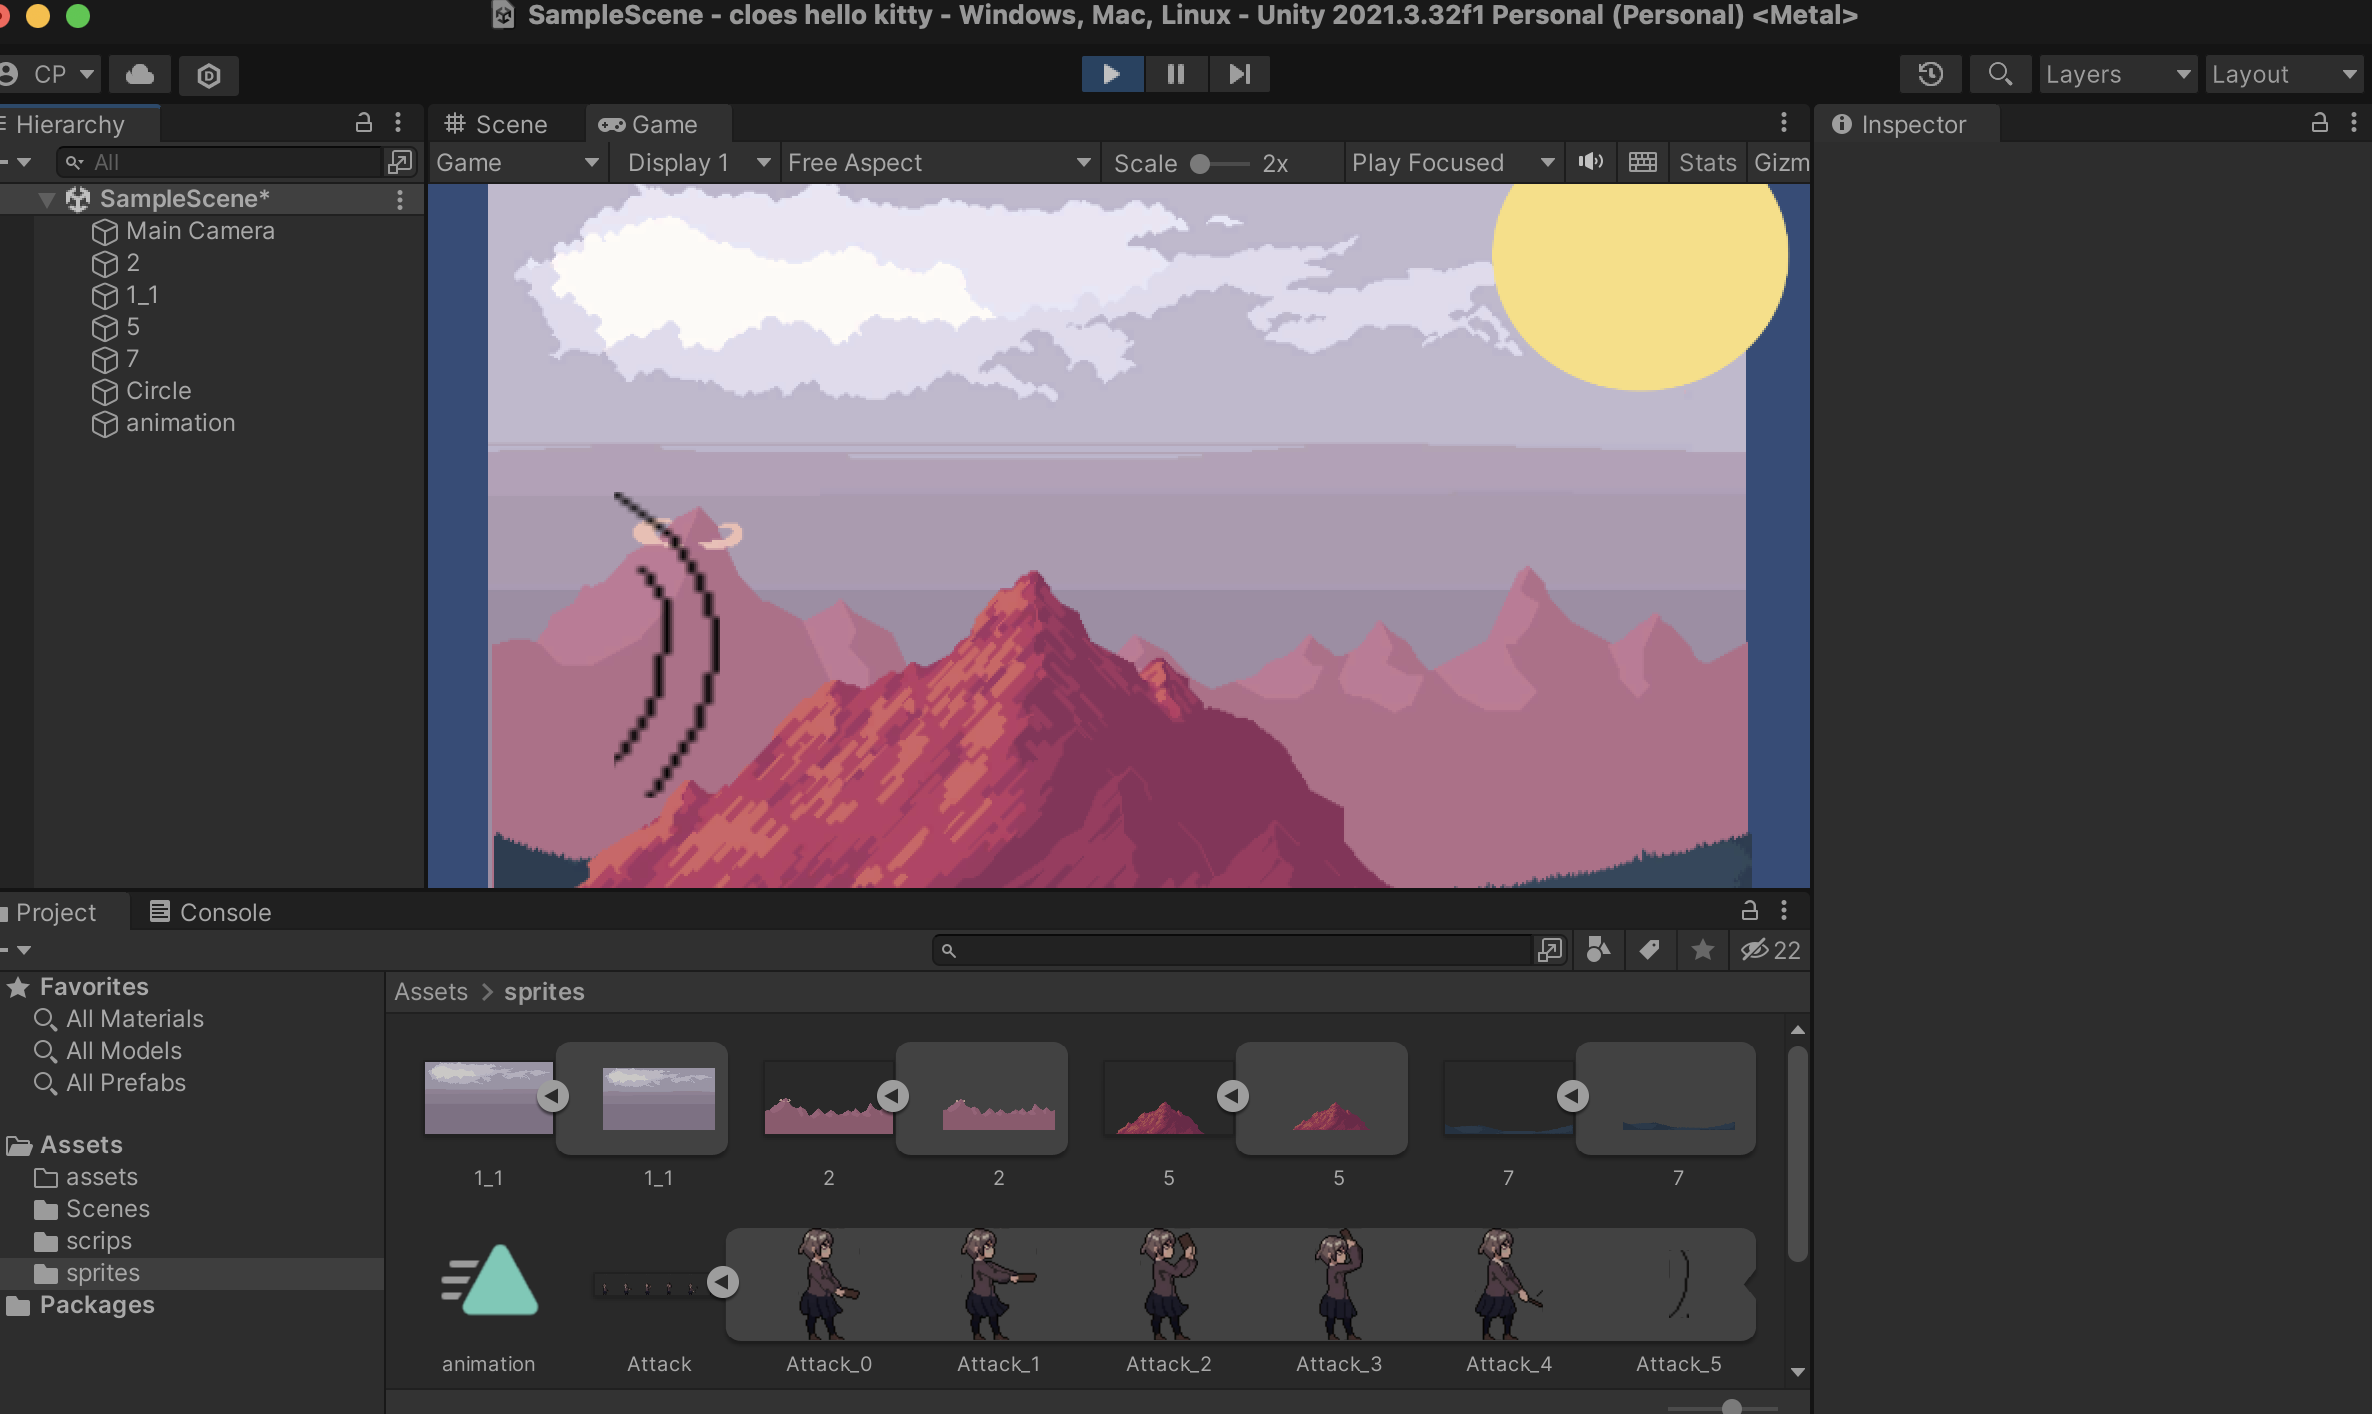 SampleScene - cloes hello kitty - Windows, Mac, Linux - Unity 2021.3.32f1 Personal (Personal) <Metal>
CP
Layers
Layout
Hierarchy
Scene
Game
Inspector
All
Game
Display 1
Free Aspect
Scale
2x
Play Focused
Stats
Gizm
SampleScene*
Main Camera
2
1_1
5
7
Circle
animation
Project
Console
22
Favorites
All Materials
All Models
All Prefabs
Assets
assets
Scenes
scrips
sprites
Packages
Assets > sprites
1_1
1_1
2
2
5
5
7
7
animation
Attack
Attack_0
Attack_1
Attack_2
Attack_3
Attack_4
Attack_5